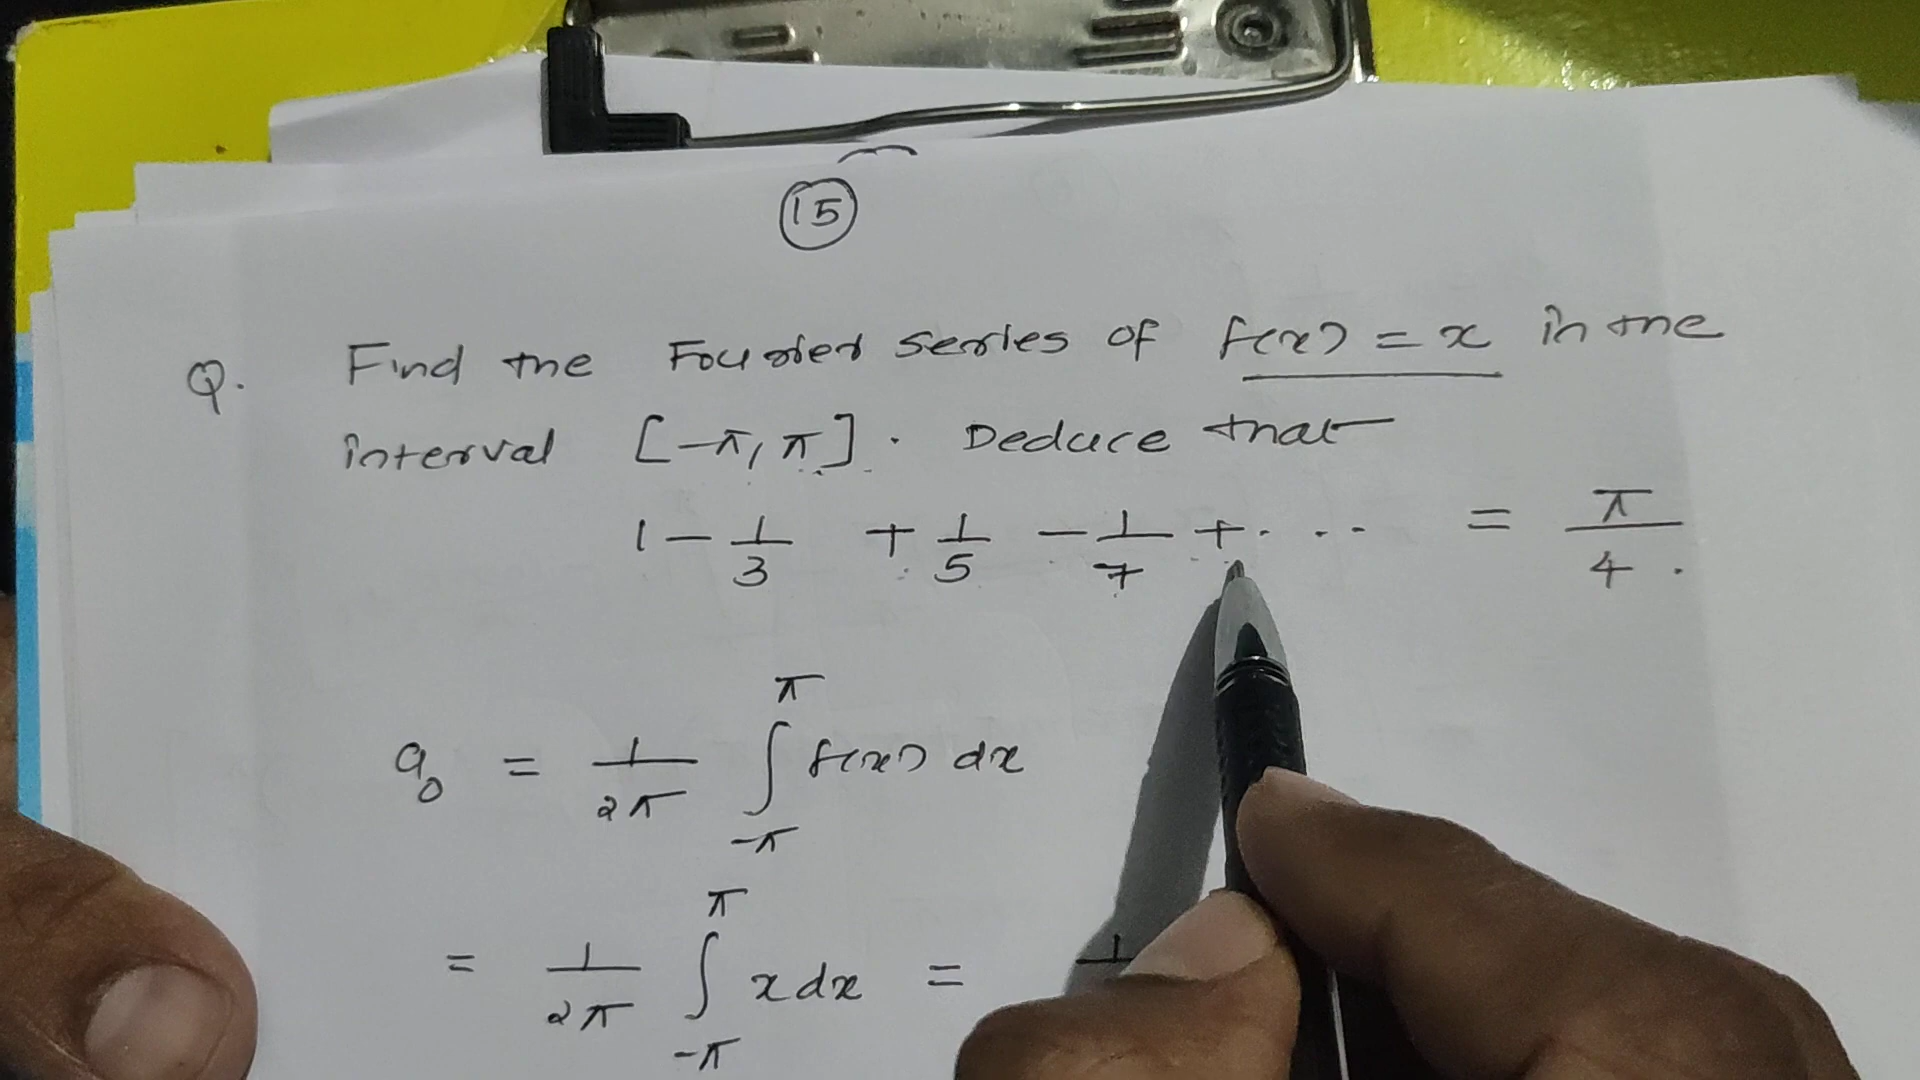 15
Q. Find the Fourier series of f(x) = x in the
interval [-π, π]. Deduce that
1 - 1/3 + 1/5 - 1/7 + ... = π/4.
a₀ = 1/2π ∫_{-π}^{π} f(x) dx
= 1/2π ∫_{-π}^{π} x dx =